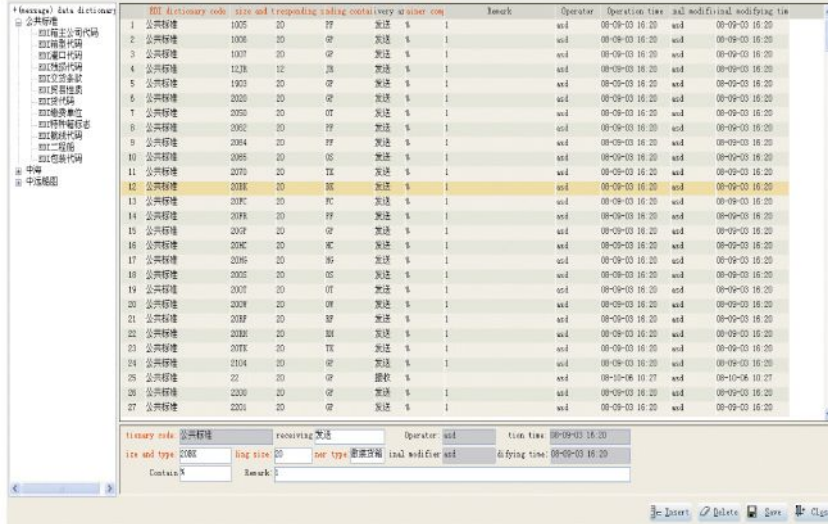 (message) data dictionary
公共标准
EDI箱主公司代码
EDI箱型代码
EDI港口代码
EDI残损代码
EDI交货条款
EDI贸易性质
EDI货代码
EDI缴费单位
EDI特种箱标志
EDI航线代码
EDI二程船
EDI包装代码
中海
中远船图
EDI dictionary code size and t responding Remark Operator Operation time
1 公共标准 1005 20 PF 发送 % 1 asd 08-09-03 16:20 asd 08-09-03 16:20
2 公共标准 1006 20 GP 发送 % 1 asd 08-09-03 16:20 asd 08-09-03 16:20
3 公共标准 1007 20 GP 发送 % 1 asd 08-09-03 16:20 asd 08-09-03 16:20
4 公共标准 12JR 12 JR 发送 % 1 asd 08-09-03 16:20 asd 08-09-03 16:20
5 公共标准 1903 20 GP 发送 % 1 asd 08-09-03 16:20 asd 08-09-03 16:20
6 公共标准 2020 20 GP 发送 % 1 asd 08-09-03 16:20 asd 08-09-03 16:20
7 公共标准 2050 20 OT 发送 % 1 asd 08-09-03 16:20 asd 08-09-03 16:20
8 公共标准 2062 20 PF 发送 % 1 asd 08-09-03 16:20 asd 08-09-03 16:20
9 公共标准 2064 20 PF 发送 % 1 asd 08-09-03 16:20 asd 08-09-03 16:20
10 公共标准 2065 20 OS 发送 % 1 asd 08-09-03 16:20 asd 08-09-03 16:20
11 公共标准 2070 20 TK 发送 % 1 asd 08-09-03 16:20 asd 08-09-03 16:20
12 公共标准 20BK 20 BK 发送 % 1 asd 08-09-03 16:20 asd 08-09-03 16:20
13 公共标准 20FC 20 FC 发送 % 1 asd 08-09-03 16:20 asd 08-09-03 16:20
14 公共标准 20FR 20 PF 发送 % 1 asd 08-09-03 16:20 asd 08-09-03 16:20
15 公共标准 20GP 20 GP 发送 % 1 asd 08-09-03 16:20 asd 08-09-03 16:20
16 公共标准 20HC 20 HC 发送 % 1 asd 08-09-03 16:20 asd 08-09-03 16:20
17 公共标准 20HG 20 HG 发送 % 1 asd 08-09-03 16:20 asd 08-09-03 16:20
18 公共标准 20OS 20 OS 发送 % 1 asd 08-09-03 16:20 asd 08-09-03 16:20
19 公共标准 20OT 20 OT 发送 % 1 asd 08-09-03 16:20 asd 08-09-03 16:20
20 公共标准 20OW 20 OW 发送 % 1 asd 08-09-03 16:20 asd 08-09-03 16:20
21 公共标准 20RF 20 RF 发送 % 1 asd 08-09-03 16:20 asd 08-09-03 16:20
22 公共标准 20RH 20 RH 发送 % 1 asd 08-09-03 16:20 asd 08-09-03 16:20
23 公共标准 20TK 20 TK 发送 % 1 asd 08-09-03 16:20 asd 08-09-03 16:20
24 公共标准 2104 20 GP 发送 % 1 asd 08-09-03 16:20 asd 08-09-03 16:20
25 公共标准 22 20 GP 接收 % asd 08-10-06 10:27 asd 08-10-06 10:27
26 公共标准 2200 20 GP 发送 % 1 asd 08-09-03 16:20 asd 08-09-03 16:20
27 公共标准 2201 20 GP 发送 % 1 asd 08-09-03 16:20 asd 08-09-03 16:20
tionary code: 公共标准 receiving 发送 Operator: asd tion time: 08-09-03 16:20
ize and type 20BK ding size: 20 ner type 散装货箱 inal modifier asd difying time: 08-09-03 16:20
Contain % Remark: 1
Insert Delete Save Clos